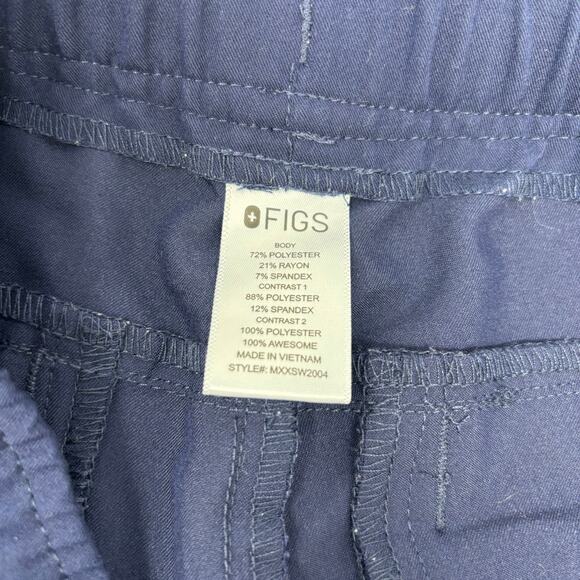 FIGS
BODY
72% POLYESTER
21% RAYON
7% SPANDEX
CONTRAST 1
88% POLYESTER
12% SPANDEX
CONTRAST 2
100% POLYESTER
100% AWESOME
MADE IN VIETNAM
STYLE#: MXXSW2004